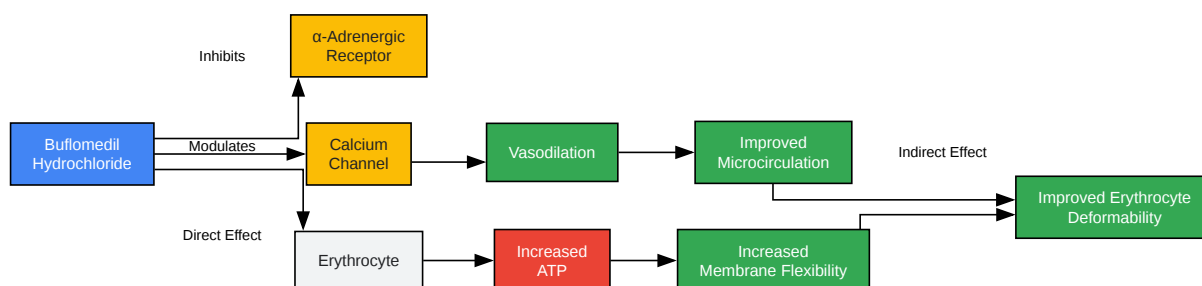 α-Adrenergic
Receptor
Inhibits
Buflomedil
Hydrochloride
Modulates
Calcium
Channel
Vasodilation
Improved
Microcirculation
Indirect Effect
Improved Erythrocyte
Deformability
Direct Effect
Erythrocyte
Increased
ATP
Increased
Membrane Flexibility